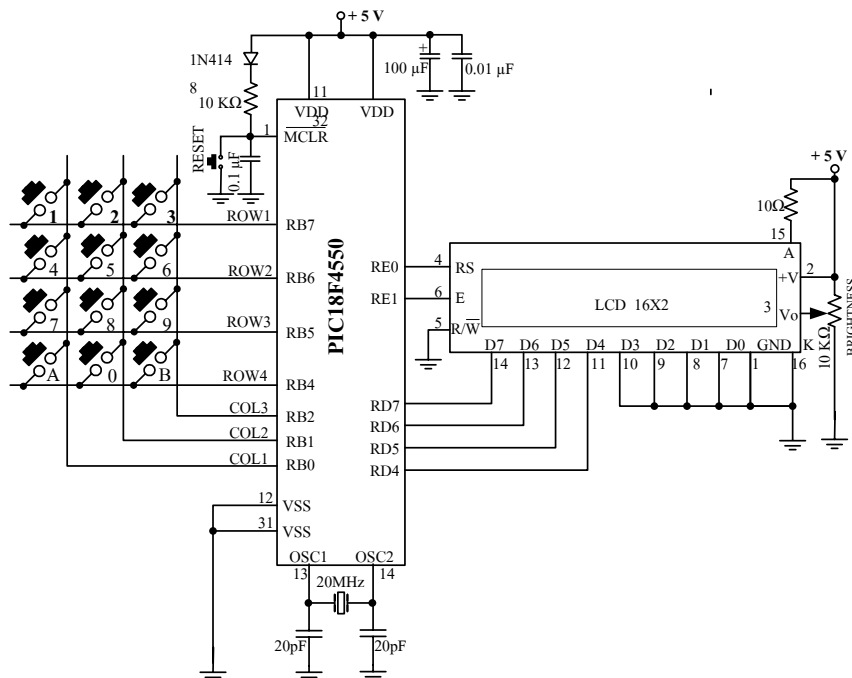 + 5 V
1N414
8
10 KΩ
100 µF
+
0.01 µF
11
VDD
32
VDD
1
MCLR
RESET
0.1 µF
1
2
3
ROW1
RB7
4
5
6
ROW2
RB6
7
8
9
ROW3
RB5
A
0
B
ROW4
RB4
COL3
RB2
COL2
RB1
COL1
RB0
12
VSS
31
VSS
OSC1
OSC2
13
14
20MHz
20pF
20pF
PIC18F4550
RE0
RE1
RD7
RD6
RD5
RD4
+ 5 V
10Ω
15
A
4
RS
6
E
5
R/W
LCD 16X2
+V
2
3
Vo
10 KΩ
BRIGHTNESS
D7
D6
D5
D4
D3
D2
D1
D0
GND
K
14
13
12
11
10
9
8
7
1
16